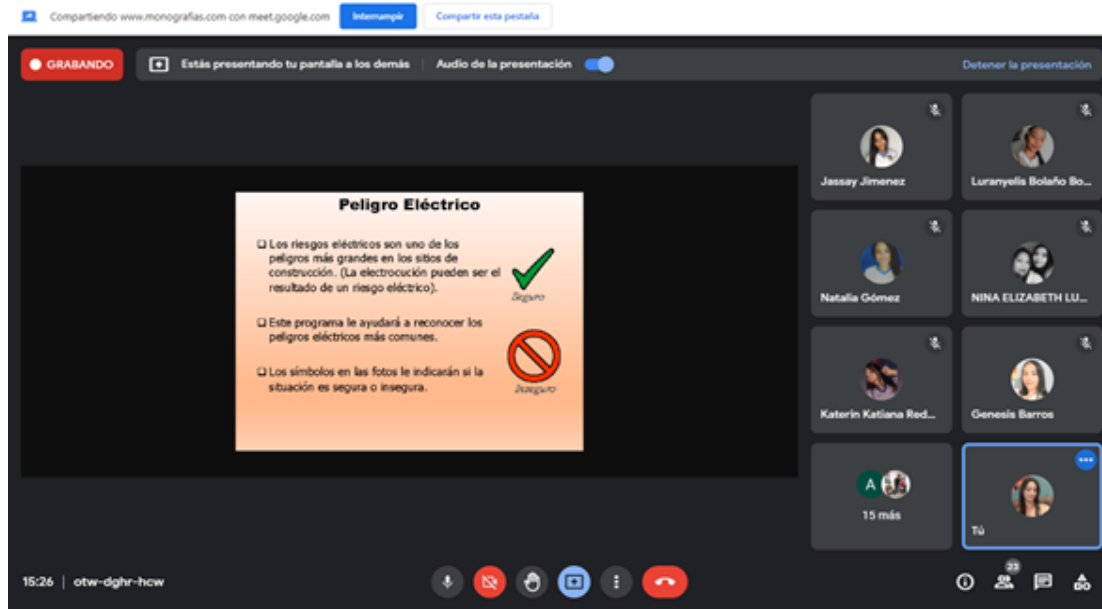 Compartiendo www.monografias.com con meet.google.com
Interrumpir
Compartir esta pestaña
GRABANDO
Estás presentando tu pantalla a los demás
Audio de la presentación
Detener la presentación
Peligro Eléctrico
Los riesgos eléctricos son uno de los
peligros más grandes en los sitios de
construcción. (La electrocución pueden ser el
resultado de un riesgo eléctrico).
Seguro
Este programa le ayudará a reconocer los
peligros eléctricos más comunes.
Los símbolos en las fotos le indicarán si la
situación es segura o insegura.
Inseguro
Jassay Jimenez
Luranyelis Bolaño Bo...
Natalia Gómez
NINA ELIZABETH LU...
Katerin Katiana Red...
Genesis Barros
A
15 más
Tú
15:26 | otw-dghr-hcw
23